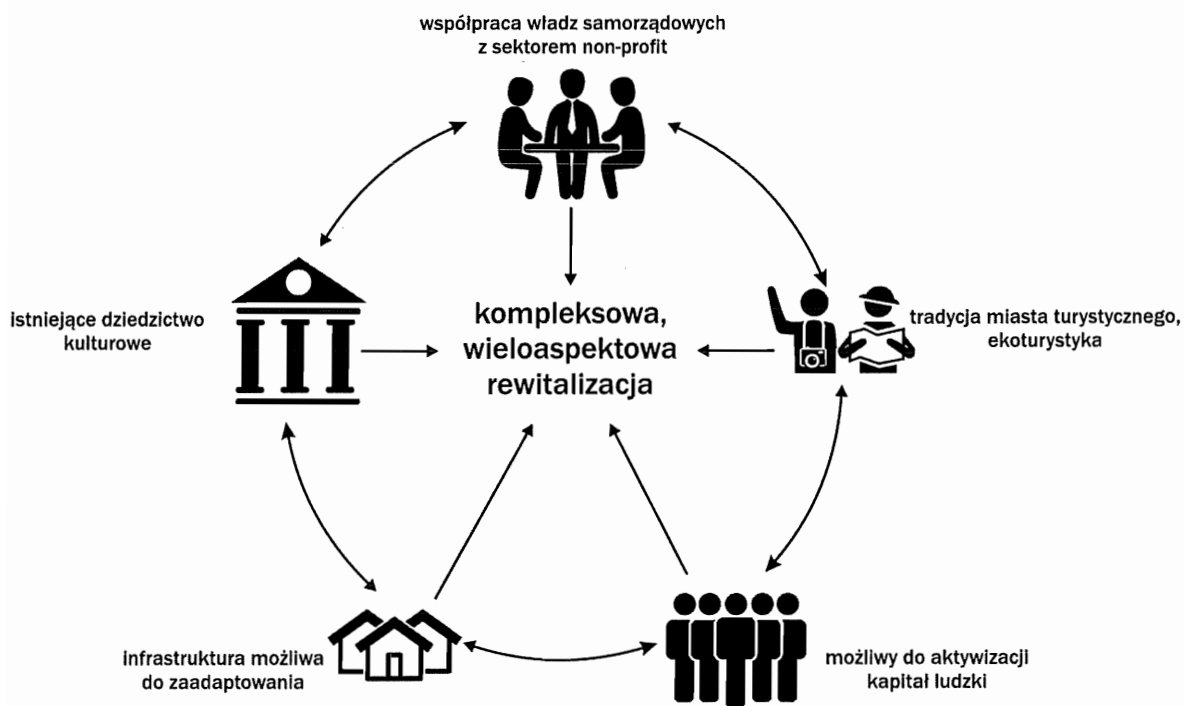 współpraca władz samorządowych
z sektorem non-profit
istniejące dziedzictwo
kulturowe
kompleksowa,
wieloaspektowa
rewitalizacja
tradycja miasta turystycznego,
ekoturystyka
infrastruktura możliwa
do zaadaptowania
możliwy do aktywizacji
kapitał ludzki